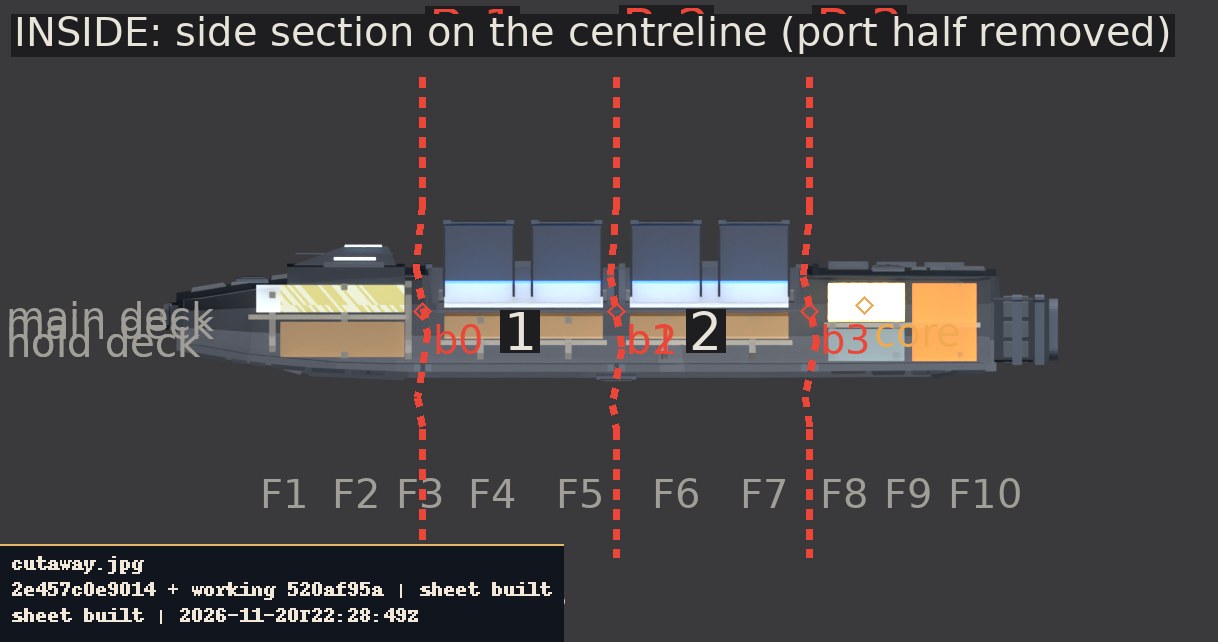 INSIDE: side section on the centreline (port half removed)
main deck
hold deck
b0
1
b1
2
b3
core
F1 F2 F3 F4 F5 F6 F7 F8 F9 F10
cutaway.jpg
2e457c0e9014 + working 520af95a | sheet built
sheet built | 2026-11-20T22:28:49Z